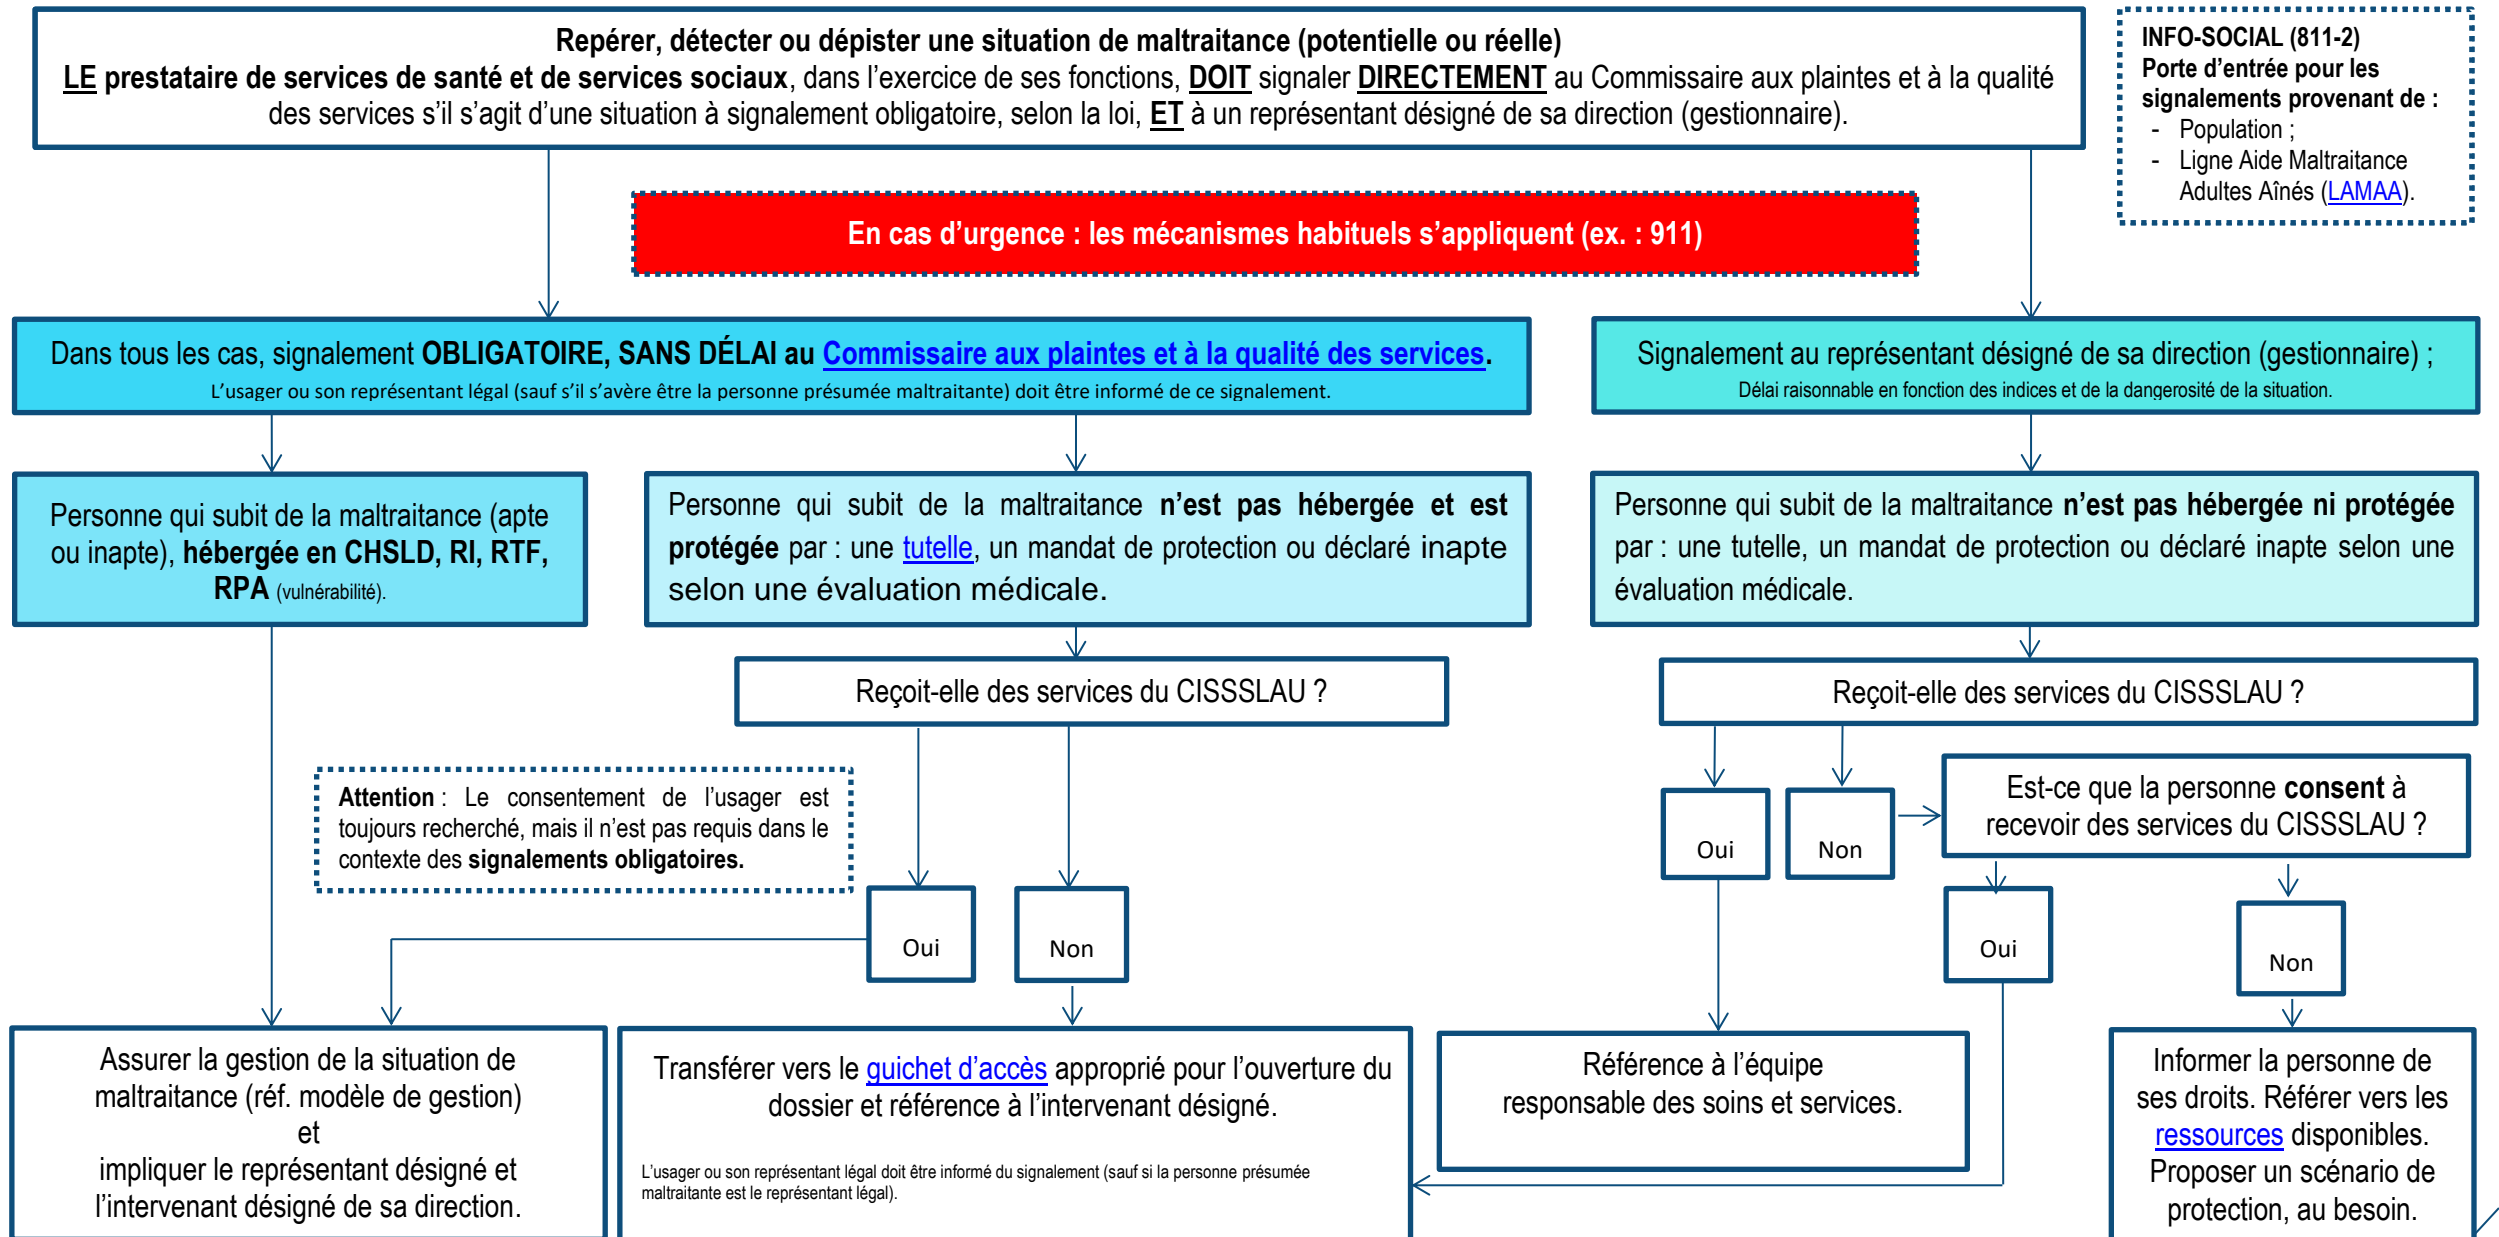 Repérer, détecter ou dépister une situation de maltraitance (potentielle ou réelle)
LE prestataire de services de santé et de services sociaux, dans l’exercice de ses fonctions, DOIT signaler DIRECTEMENT au Commissaire aux plaintes et à la qualité
des services s’il s’agit d’une situation à signalement obligatoire, selon la loi, ET à un représentant désigné de sa direction (gestionnaire).
INFO-SOCIAL (811-2)
Porte d’entrée pour les
signalements provenant de :
- Population ;
- Ligne Aide Maltraitance
Adultes Aînés (LAMAA).
En cas d’urgence : les mécanismes habituels s’appliquent (ex. : 911)
Dans tous les cas, signalement OBLIGATOIRE, SANS DÉLAI au Commissaire aux plaintes et à la qualité des services.
L’usager ou son représentant légal (sauf s’il s’avère être la personne présumée maltraitante) doit être informé de ce signalement.
Signalement au représentant désigné de sa direction (gestionnaire) ;
Délai raisonnable en fonction des indices et de la dangerosité de la situation.
Personne qui subit de la maltraitance (apte
ou inapte), hébergée en CHSLD, RI, RTF,
RPA (vulnérabilité).
Personne qui subit de la maltraitance n’est pas hébergée et est
protégée par : une tutelle, un mandat de protection ou déclaré inapte
selon une évaluation médicale.
Personne qui subit de la maltraitance n’est pas hébergée ni protégée
par : une tutelle, un mandat de protection ou déclaré inapte selon une
évaluation médicale.
Reçoit-elle des services du CISSSLAU ?
Reçoit-elle des services du CISSSLAU ?
Attention : Le consentement de l’usager est
toujours recherché, mais il n’est pas requis dans le
contexte des signalements obligatoires.
Oui
Non
Est-ce que la personne consent à
recevoir des services du CISSSLAU ?
Oui
Non
Oui
Non
Assurer la gestion de la situation de
maltraitance (réf. modèle de gestion)
et
impliquer le représentant désigné et
l’intervenant désigné de sa direction.
Transférer vers le guichet d’accès approprié pour l’ouverture du
dossier et référence à l’intervenant désigné.
L’usager ou son représentant légal doit être informé du signalement (sauf si la personne présumée
maltraitante est le représentant légal).
Référence à l’équipe
responsable des soins et services.
Informer la personne de
ses droits. Référer vers les
ressources disponibles.
Proposer un scénario de
protection, au besoin.